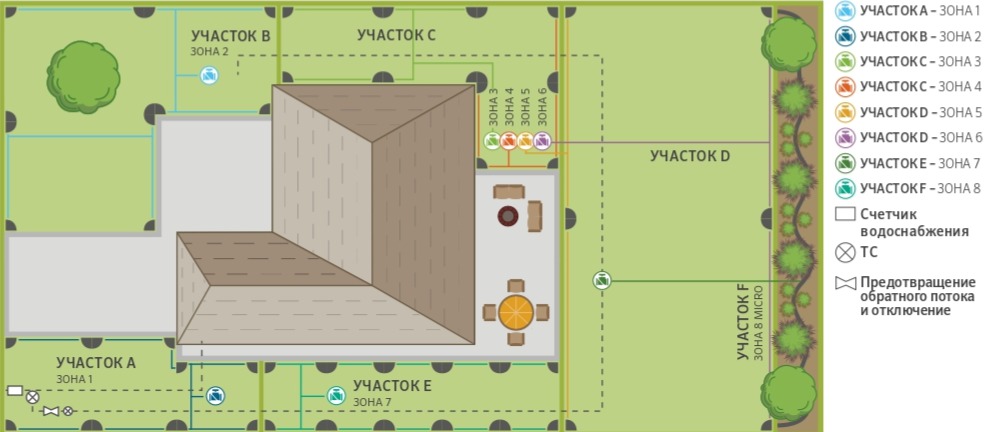 УЧАСТОК B
ЗОНА 2
УЧАСТОК C
ЗОНА 3
ЗОНА 4
ЗОНА 5
ЗОНА 6
УЧАСТОК D
УЧАСТОК F
ЗОНА 8 MICRO
УЧАСТОК A
ЗОНА 1
УЧАСТОК E
ЗОНА 7
УЧАСТОК A – ЗОНА 1
УЧАСТОК B – ЗОНА 2
УЧАСТОК C – ЗОНА 3
УЧАСТОК C – ЗОНА 4
УЧАСТОК D – ЗОНА 5
УЧАСТОК D – ЗОНА 6
УЧАСТОК E – ЗОНА 7
УЧАСТОК F – ЗОНА 8
Счетчик
водоснабжения
ТС
Предотвращение
обратного потока
и отключение